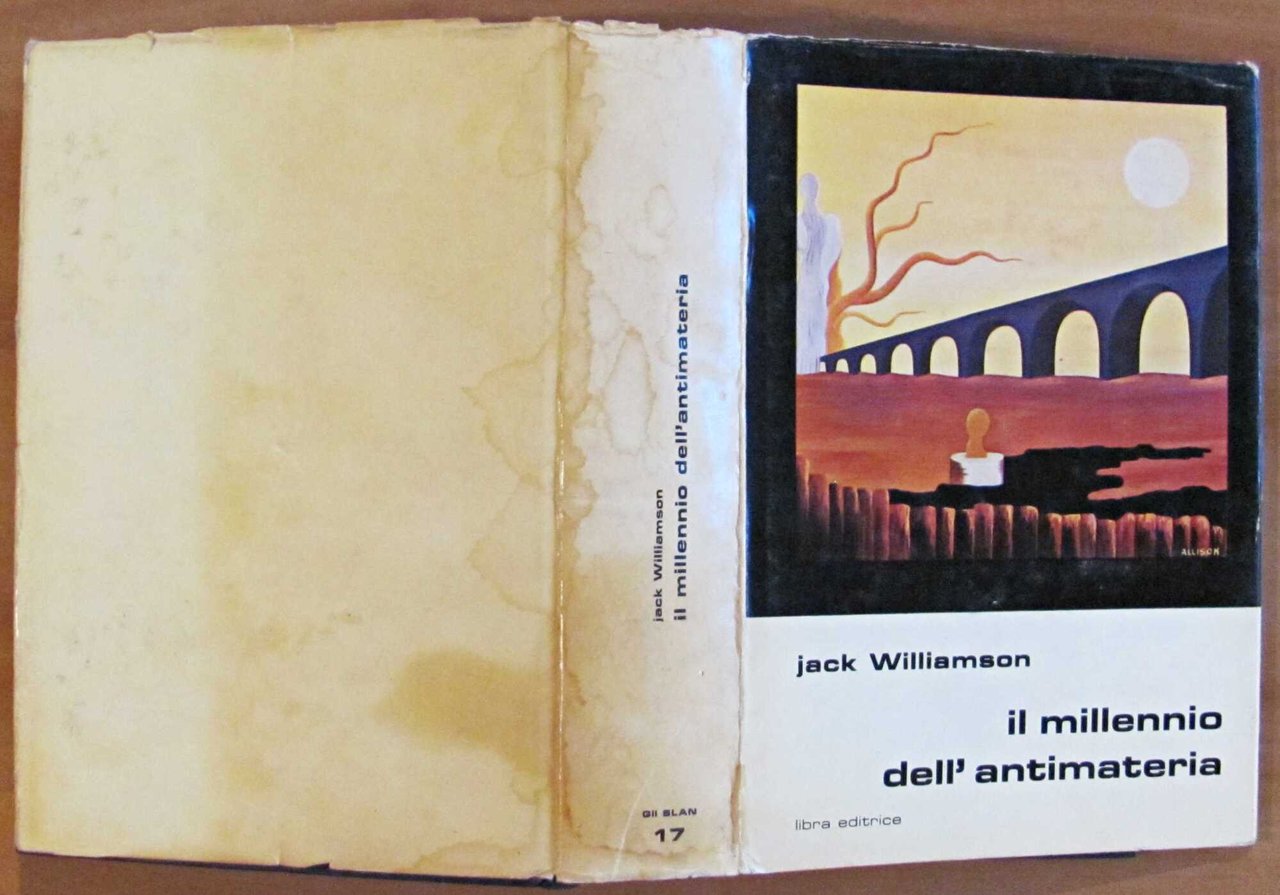 jack Williamson
il millennio dell'antimateria
Gli SLAN
17
ALLISON
jack Williamson
il millennio
dell' antimateria
libra editrice